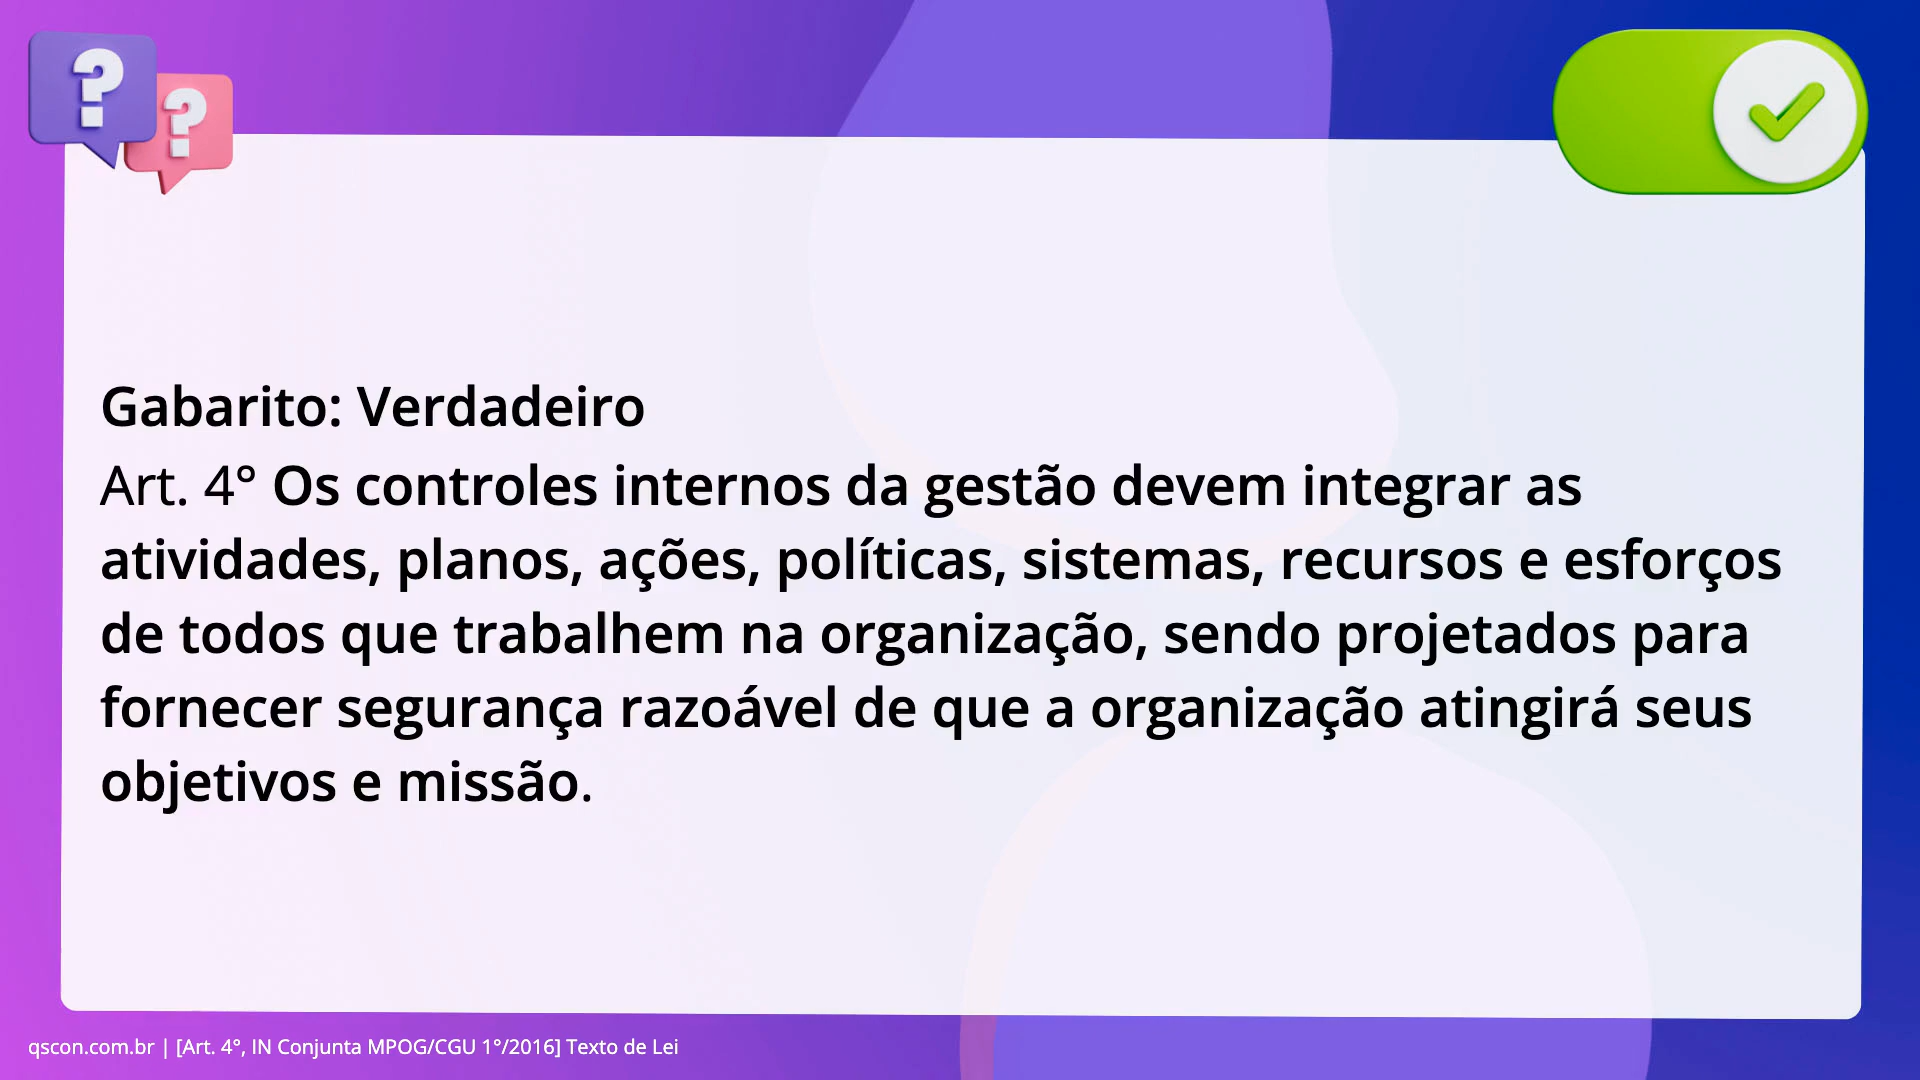 ?
?
Gabarito: Verdadeiro
Art. 4° Os controles internos da gestão devem integrar as
atividades, planos, ações, políticas, sistemas, recursos e esforços
de todos que trabalhem na organização, sendo projetados para
fornecer segurança razoável de que a organização atingirá seus
objetivos e missão.
qscon.com.br | [Art. 4°, IN Conjunta MPOG/CGU 1°/2016] Texto de Lei